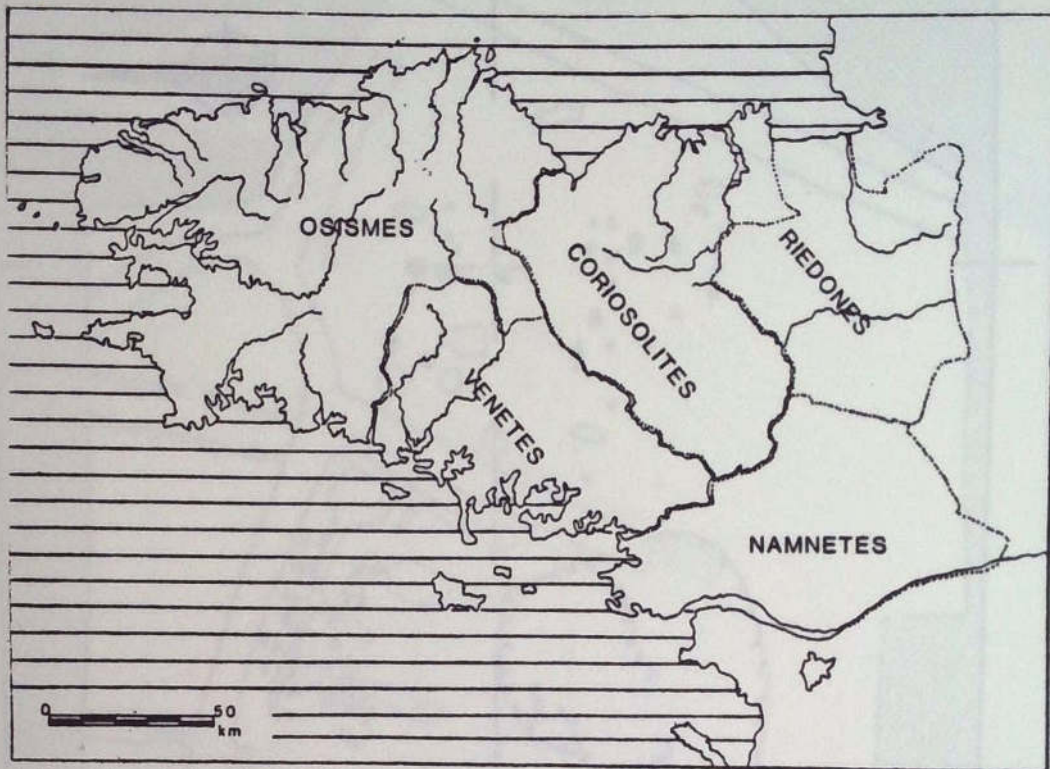 OSISMES
CORIOSOLITES
RIEDONES
VENETES
NAMNETES
0 50
km